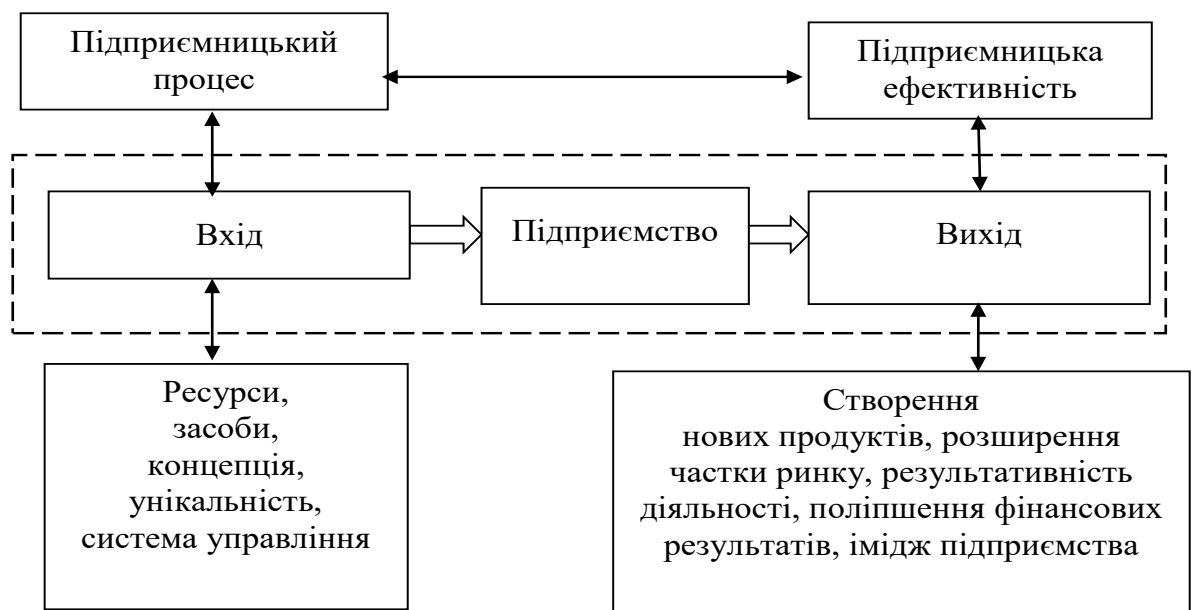 Підприємницький
процес
Підприємницька
ефективність
Вхід
Підприємство
Вихід
Ресурси,
засоби,
концепція,
унікальність,
система управління
Створення
нових продуктів, розширення
частки ринку, результативність
діяльності, поліпшення фінансових
результатів, імідж підприємства